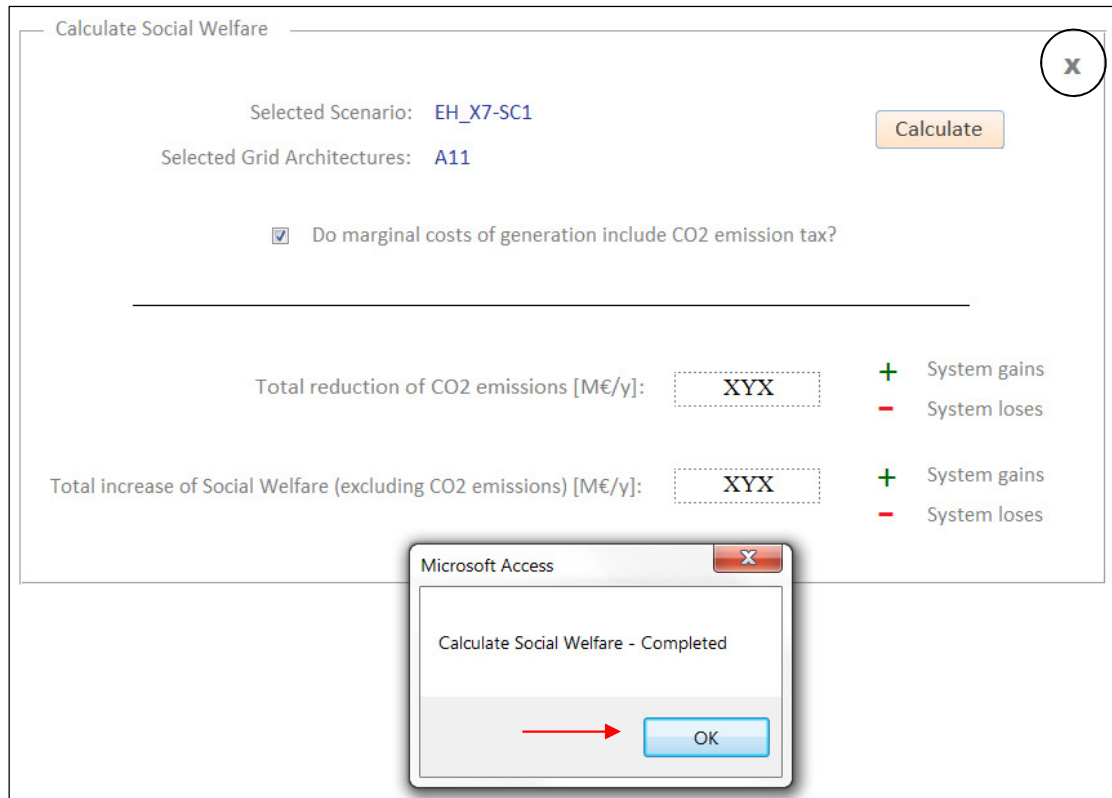 Calculate Social Welfare
x
Selected Scenario: EH_X7-SC1
Calculate
Selected Grid Architectures: A11
Do marginal costs of generation include CO2 emission tax?
Total reduction of CO2 emissions [M€/y]: XYX
+ System gains
- System loses
Total increase of Social Welfare (excluding CO2 emissions) [M€/y]: XYX
+ System gains
- System loses
Microsoft Access
X
Calculate Social Welfare - Completed
OK